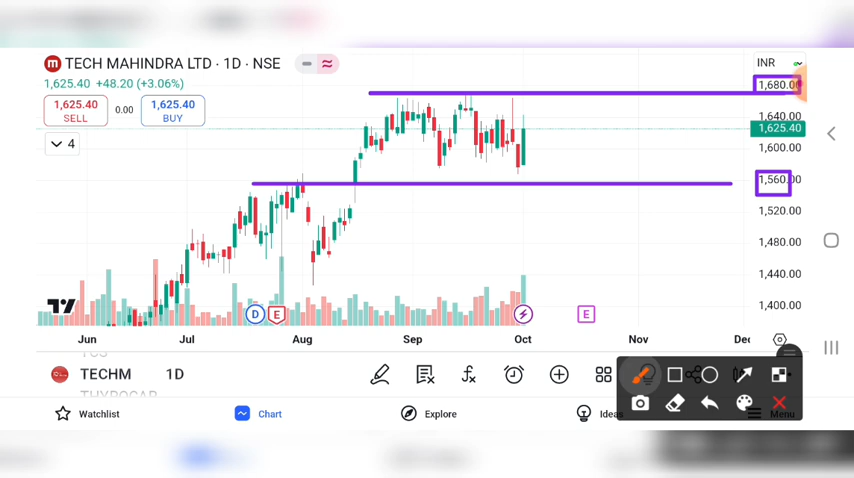 TECH MAHINDRA LTD · 1D · NSE
INR
1,625.40 +48.20 (+3.06%)
1,680.00
1,625.40
SELL
0.00
1,625.40
BUY
1,640.00
1,625.40
4
1,600.00
1,560.00
1,520.00
1,480.00
1,440.00
1,400.00
D
E
E
Jun
Jul
Aug
Sep
Oct
Nov
Dec
TECHM
1D
Watchlist
Chart
Explore
Ideas
Menu